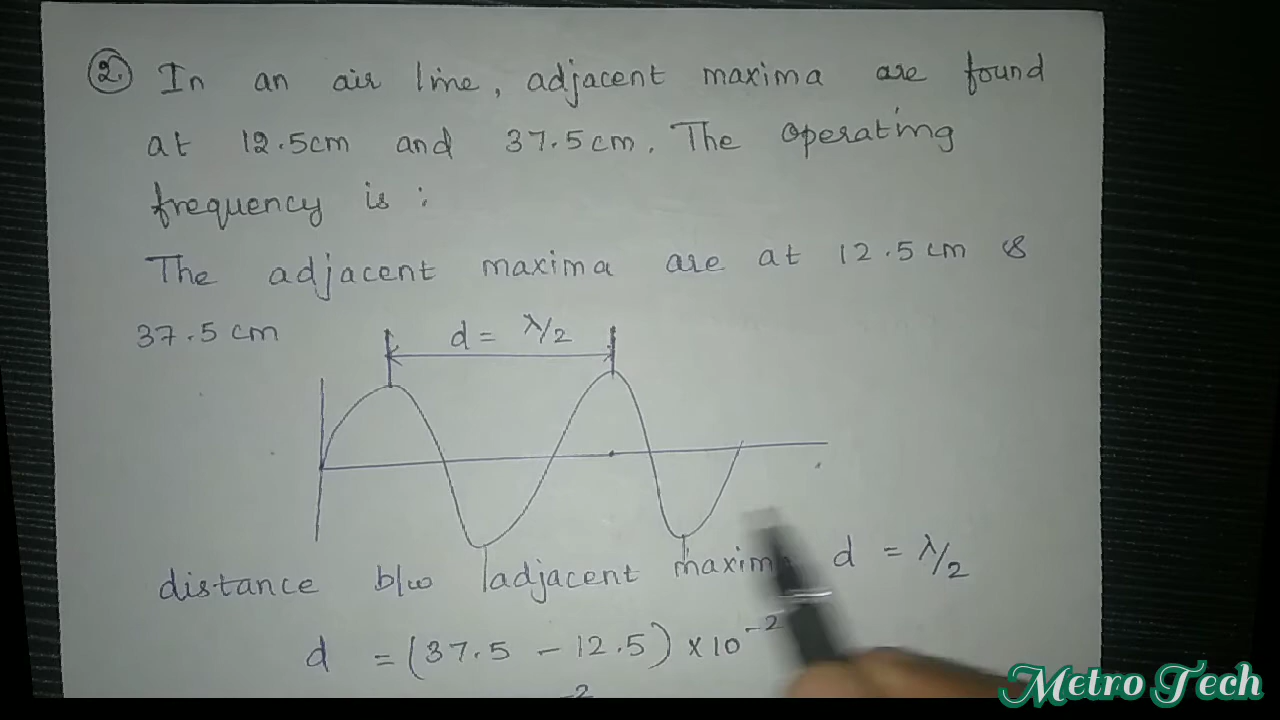 2. In an air line, adjacent maxima are found
at 12.5cm and 37.5cm. The operating
frequency is :
The adjacent maxima are at 12.5cm &
37.5cm
d = λ/2
distance b/w adjacent maxima d = λ/2
d = (37.5 - 12.5) × 10⁻²
-2
Metro Tech